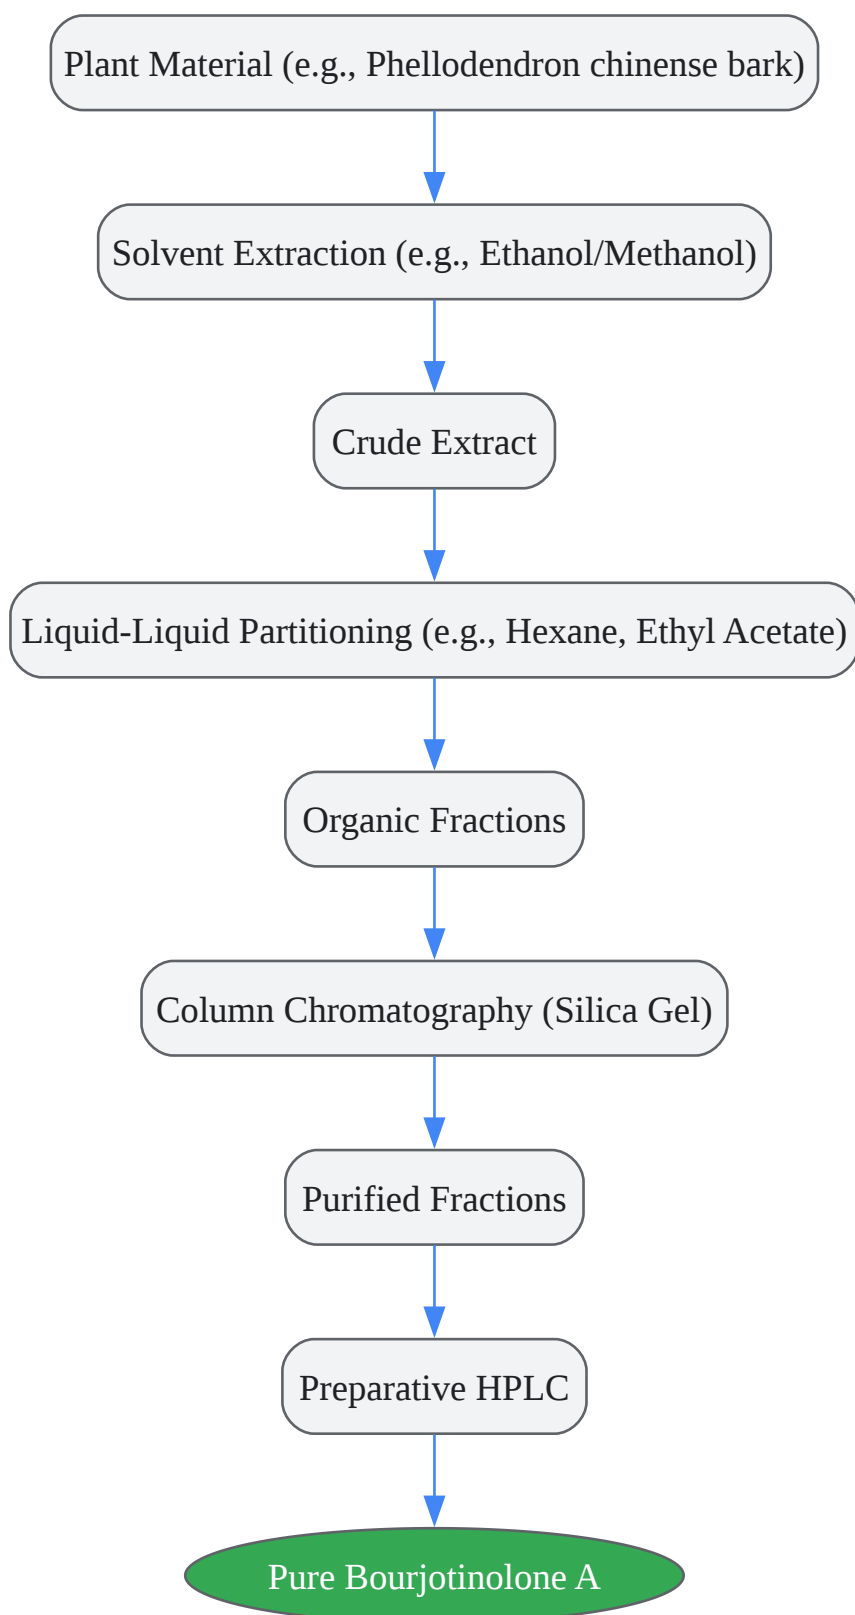 Plant Material (e.g., Phellodendron chinense bark)
Solvent Extraction (e.g., Ethanol/Methanol)
Crude Extract
Liquid-Liquid Partitioning (e.g., Hexane, Ethyl Acetate)
Organic Fractions
Column Chromatography (Silica Gel)
Purified Fractions
Preparative HPLC
Pure Bourjotinolone A